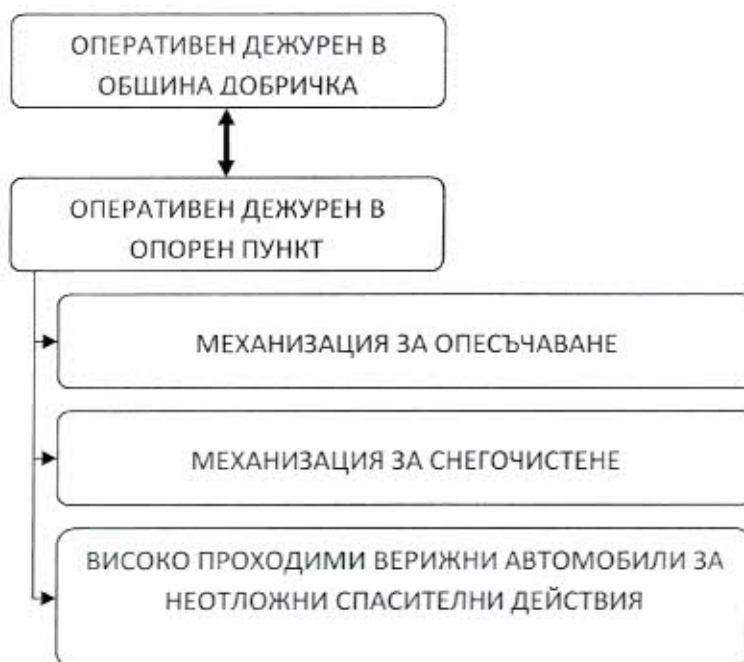 ОПЕРАТИВЕН ДЕЖУРЕН В
ОБЩИНА ДОБРИЧКА
ОПЕРАТИВЕН ДЕЖУРЕН В
ОПОРЕН ПУНКТ
МЕХАНИЗАЦИЯ ЗА ОПЕСЪЧАВАНЕ
МЕХАНИЗАЦИЯ ЗА СНЕГОЧИСТЕНЕ
ВИСОКО ПРОХОДИМИ ВЕРИЖНИ АВТОМОБИЛИ ЗА
НЕОТЛОЖНИ СПАСИТЕЛНИ ДЕЙСТВИЯ